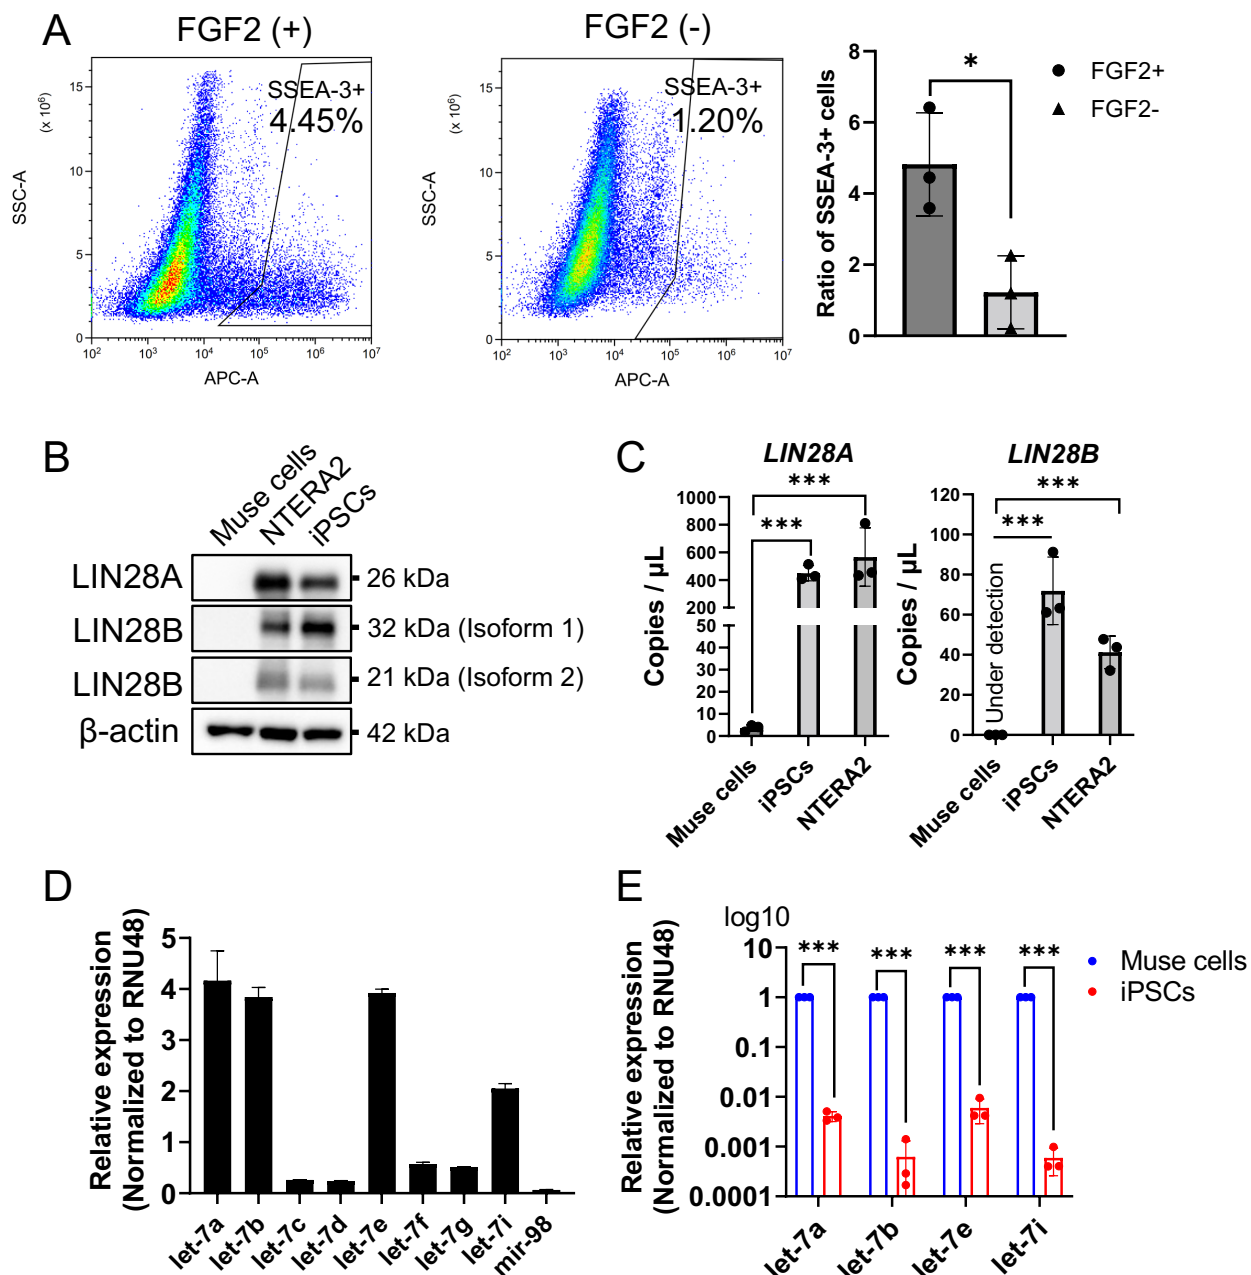 A
FGF2 (+)
FGF2 (-)
SSEA-3+
4.45%
(x 10⁶)
15
10
5
0
SSC-A
10² 10³ 10⁴ 10⁵ 10⁶ 10⁷
APC-A
SSEA-3+
1.20%
(x 10⁶)
15
10
5
0
SSC-A
10² 10³ 10⁴ 10⁵ 10⁶ 10⁷
APC-A
Ratio of SSEA-3+ cells
8
6
4
2
0
*
FGF2+
FGF2-
B
Muse cells
NTERA2
iPSCs
LIN28A
26 kDa
LIN28B
32 kDa (Isoform 1)
LIN28B
21 kDa (Isoform 2)
β-actin
42 kDa
C
LIN28A
***
***
Copies / μL
1000
800
600
400
200
50
40
30
20
10
0
Muse cells
iPSCs
NTERA2
LIN28B
***
***
Copies / μL
120
100
80
60
40
20
0
Under detection
Muse cells
iPSCs
NTERA2
D
Relative expression
(Normalized to RNU48)
5
4
3
2
1
0
let-7a
let-7b
let-7c
let-7d
let-7e
let-7f
let-7g
let-7i
mir-98
E
log10
Relative expression
(Normalized to RNU48)
10
1
0.1
0.01
0.001
0.0001
*** *** *** ***
Muse cells
iPSCs
let-7a
let-7b
let-7e
let-7i